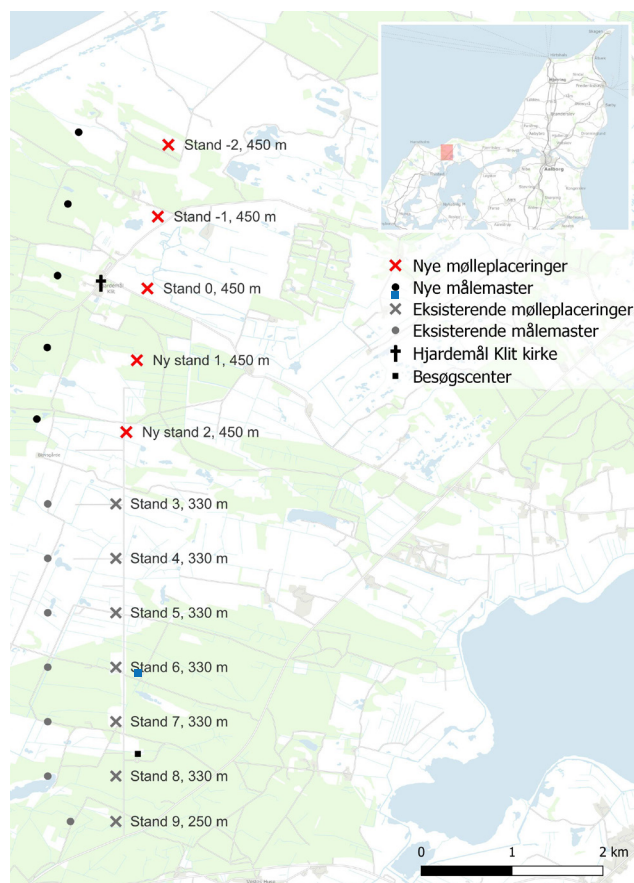 Stand -2, 450 m
Stand -1, 450 m
Stand 0, 450 m
Ny stand 1, 450 m
Ny stand 2, 450 m
Stand 3, 330 m
Stand 4, 330 m
Stand 5, 330 m
Stand 6, 330 m
Stand 7, 330 m
Stand 8, 330 m
Stand 9, 250 m
Aalborg
Nye mølleplaceringer
Nye målemaster
Eksisterende mølleplaceringer
Eksisterende målemaster
Hjardemål Klit kirke
Besøgscenter
0 1 2 km